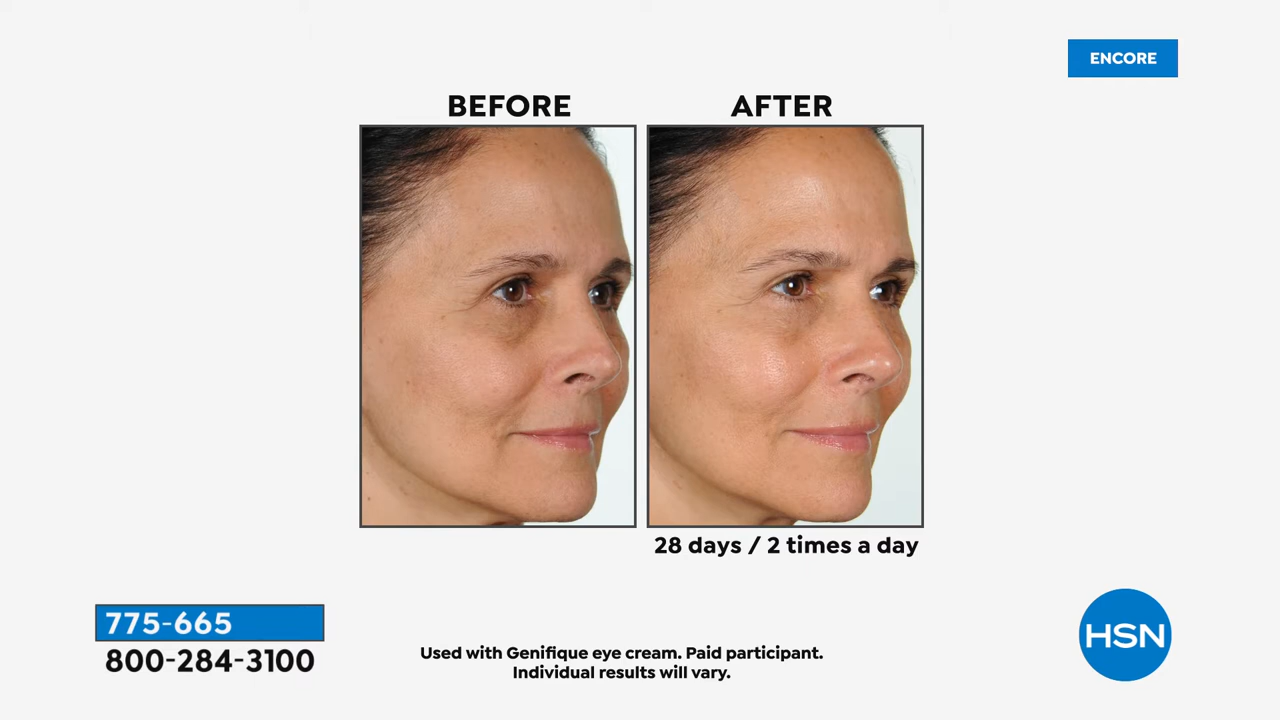 ENCORE
BEFORE
AFTER
28 days / 2 times a day
775-665
800-284-3100
Used with Genifique eye cream. Paid participant.
Individual results will vary.
HSN